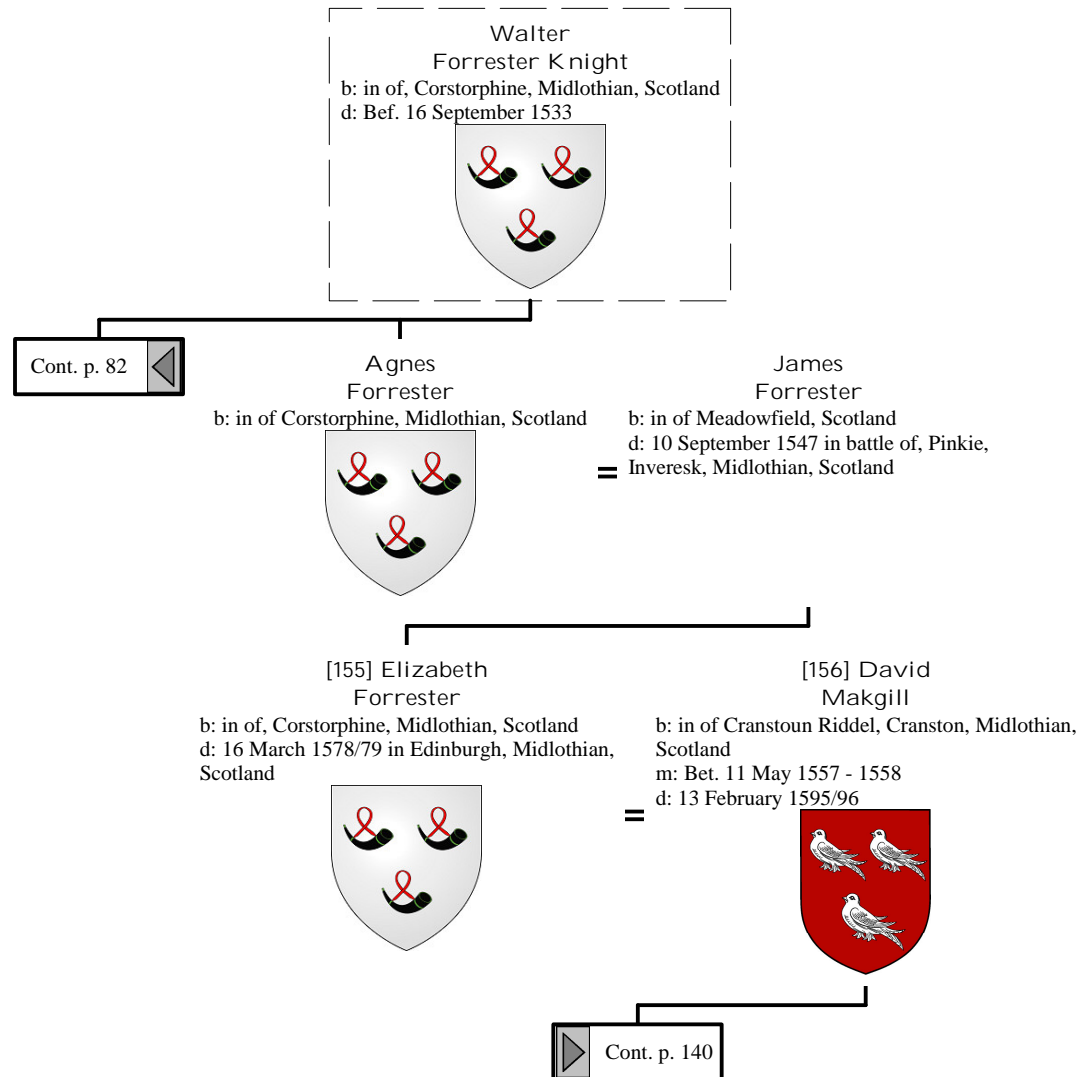 Walter
Forrester Knight
b: in of, Corstorphine, Midlothian, Scotland
d: Bef. 16 September 1533
Cont. p. 82
Agnes
Forrester
b: in of Corstorphine, Midlothian, Scotland
=
James
Forrester
b: in of Meadowfield, Scotland
d: 10 September 1547 in battle of, Pinkie,
Inveresk, Midlothian, Scotland
[155] Elizabeth
Forrester
b: in of, Corstorphine, Midlothian, Scotland
d: 16 March 1578/79 in Edinburgh, Midlothian,
Scotland
=
[156] David
Makgill
b: in of Cranstoun Riddel, Cranston, Midlothian,
Scotland
m: Bet. 11 May 1557 - 1558
d: 13 February 1595/96
Cont. p. 140